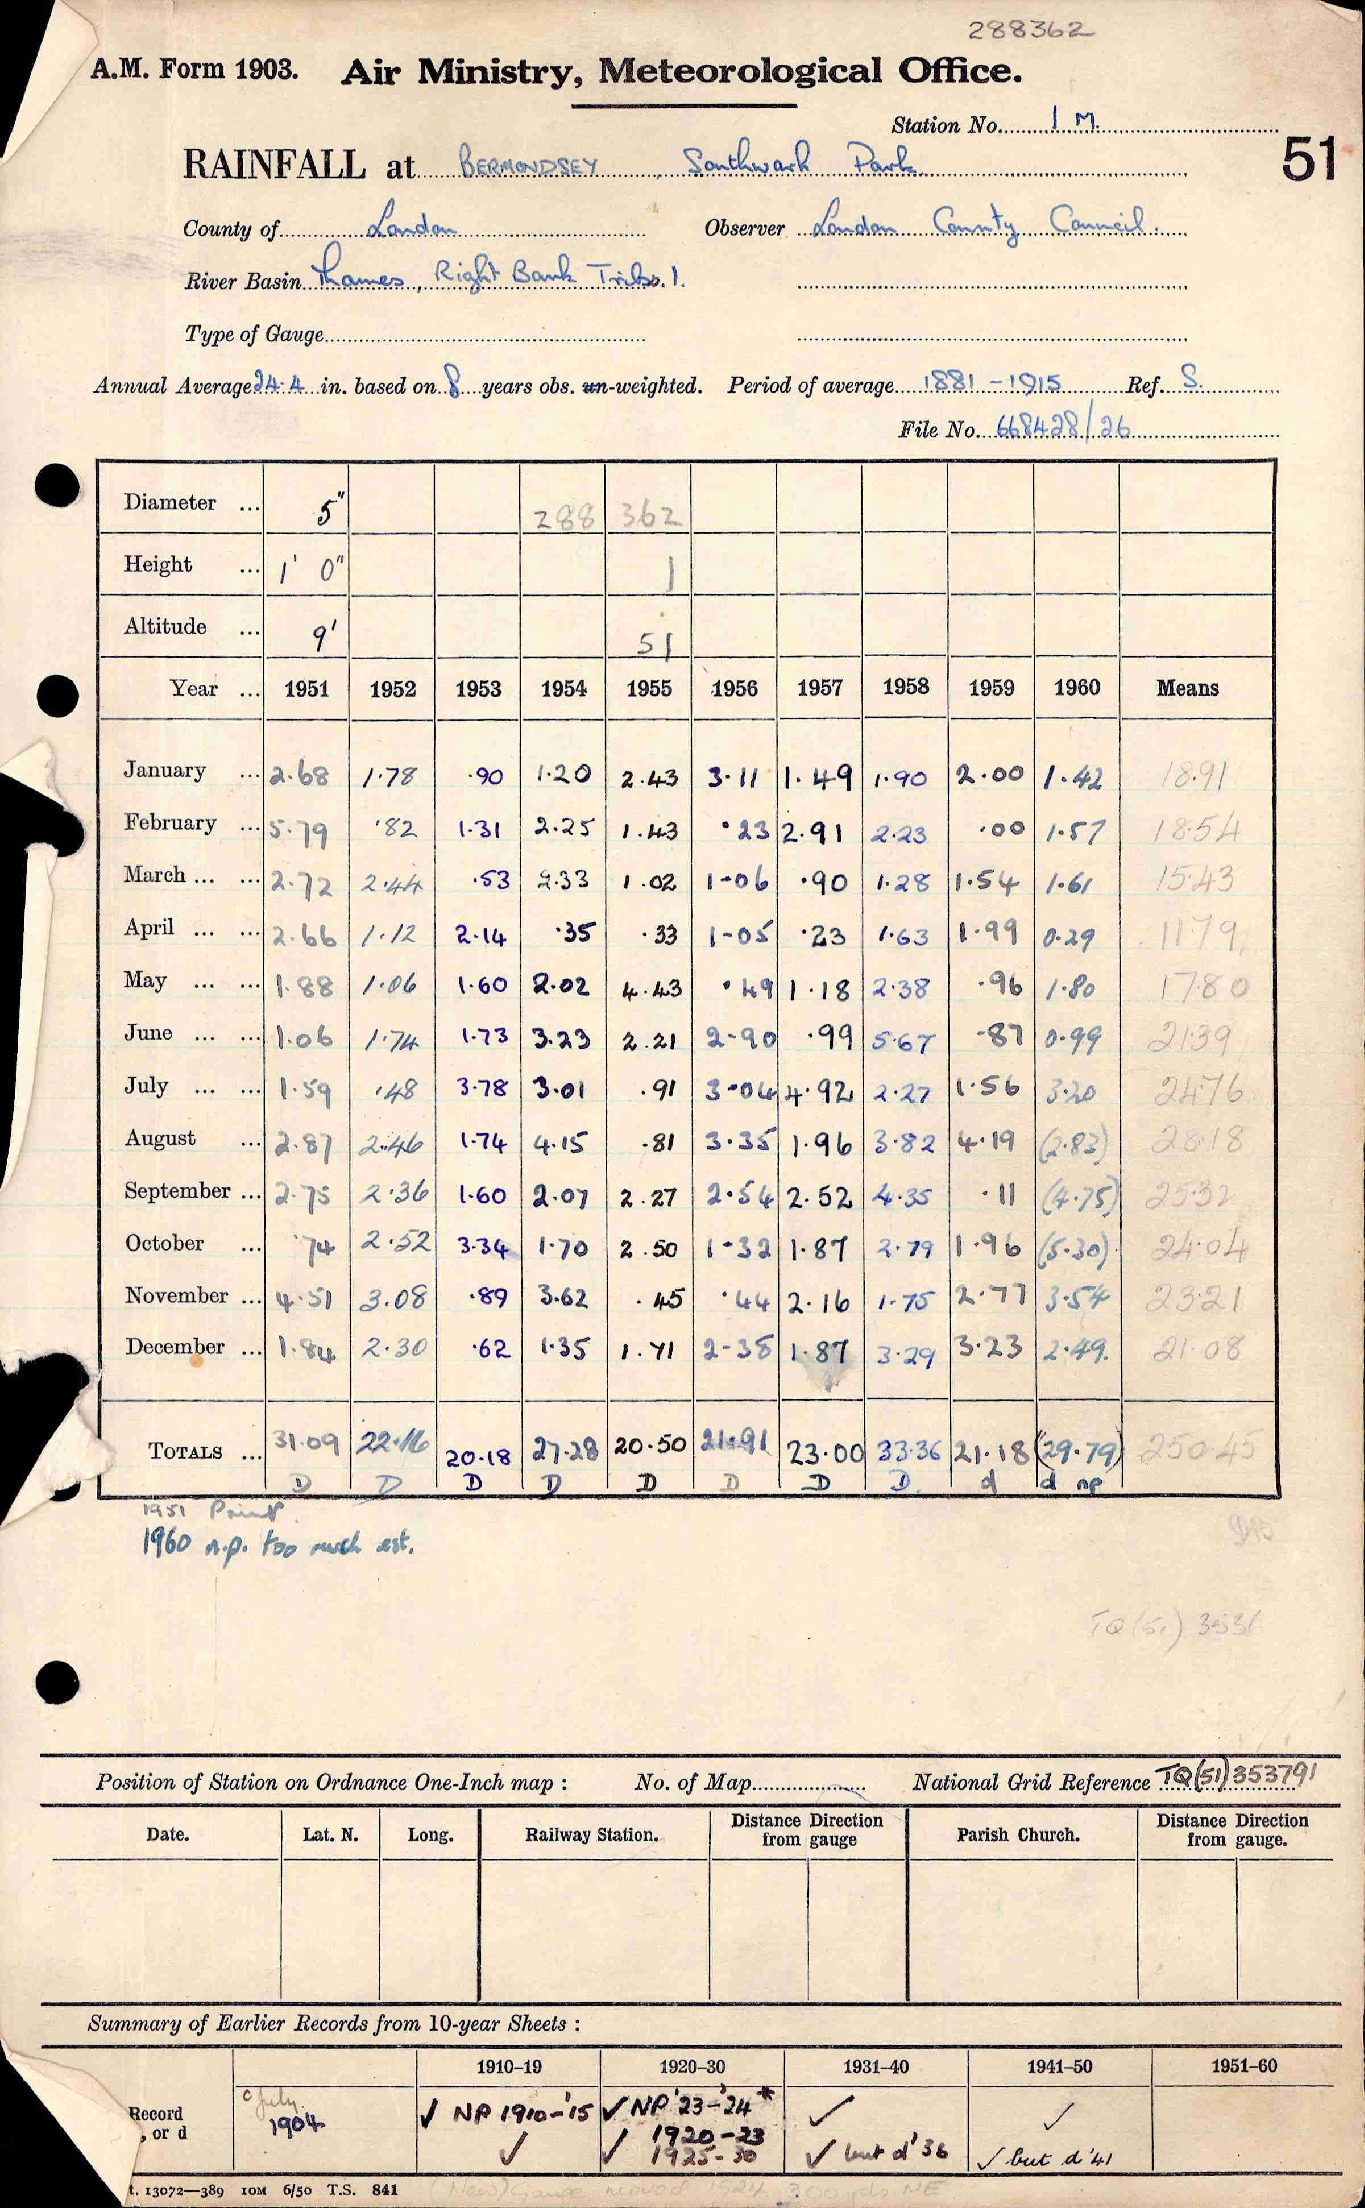 288362
A.M. Form 1903. Air Ministry, Meteorological Office.
Station No. 1 M.
RAINFALL at BERMONDSEY, Southwark Park 51
County of London Observer London County Council.
River Basin Thames, Right Bank Tribs. 1.
Type of Gauge
Annual Average 24.4 in. based on 8 years obs. un-weighted. Period of average 1881-1915 Ref. S.
File No. 668428/26
Diameter ... 5" 288 362
Height ... 1' 0" 1
Altitude ... 9' 51
Year ... 1951 1952 1953 1954 1955 1956 1957 1958 1959 1960 Means
January ... 2.68 1.78 .90 1.20 2.43 3.11 1.49 1.90 2.00 1.42 18.91
February ... 5.79 .82 1.31 2.25 1.43 .23 2.91 2.23 .00 1.57 18.54
March ... ... 2.72 2.44 .53 2.33 1.02 1.06 .90 1.28 1.54 1.61 15.43
April ... ... 2.66 1.12 2.14 .35 .33 1.05 .23 1.63 1.99 0.29 11.79
May ... ... 1.88 1.06 1.60 2.02 4.43 .49 1.18 2.38 .96 1.80 17.80
June ... ... 1.06 1.74 1.73 3.23 2.21 2.90 .99 5.67 .87 0.99 21.39
July ... ... 1.59 .48 3.78 3.01 .91 3.04 4.92 2.27 1.56 3.20 24.76
August ... 2.87 2.46 1.74 4.15 .81 3.35 1.96 3.82 4.19 (2.83) 28.18
September ... 2.75 2.36 1.60 2.07 2.27 2.54 2.52 4.35 .11 (4.75) 25.32
October ... .74 2.52 3.34 1.70 2.50 1.32 1.87 2.79 1.96 (5.30) 24.04
November ... 4.51 3.08 .89 3.62 .45 .44 2.16 1.75 2.77 3.54 23.21
December ... 1.84 2.30 .62 1.35 1.71 2.38 1.87 3.29 3.23 2.49. 21.08
TOTALS ... 31.09 22.16 20.18 27.28 20.50 21.91 23.00 33.36 21.18 (29.79) 250.45
D D D D D D D D. d d np
1951 Print
1960 n.p. too much est.
TQ (51) 3531
Position of Station on Ordnance One-Inch map : No. of Map National Grid Reference TQ(51)353791
Date. Lat. N. Long. Railway Station. Distance from Direction gauge Parish Church. Distance from Direction gauge.
Summary of Earlier Records from 10-year Sheets :
1910–19 1920–30 1931–40 1941–50 1951–60
Record , or d July 1904 ✓ NP 1910-'15 ✓ ✓ NP '23-'24* ✓ 1920-23 1925-30 ✓ ✓ but d '36 ✓ ✓ but d '41
t. 13072—389 10M 6/50 T.S. 841 (New) Gauge moved 1924 300 yds NE